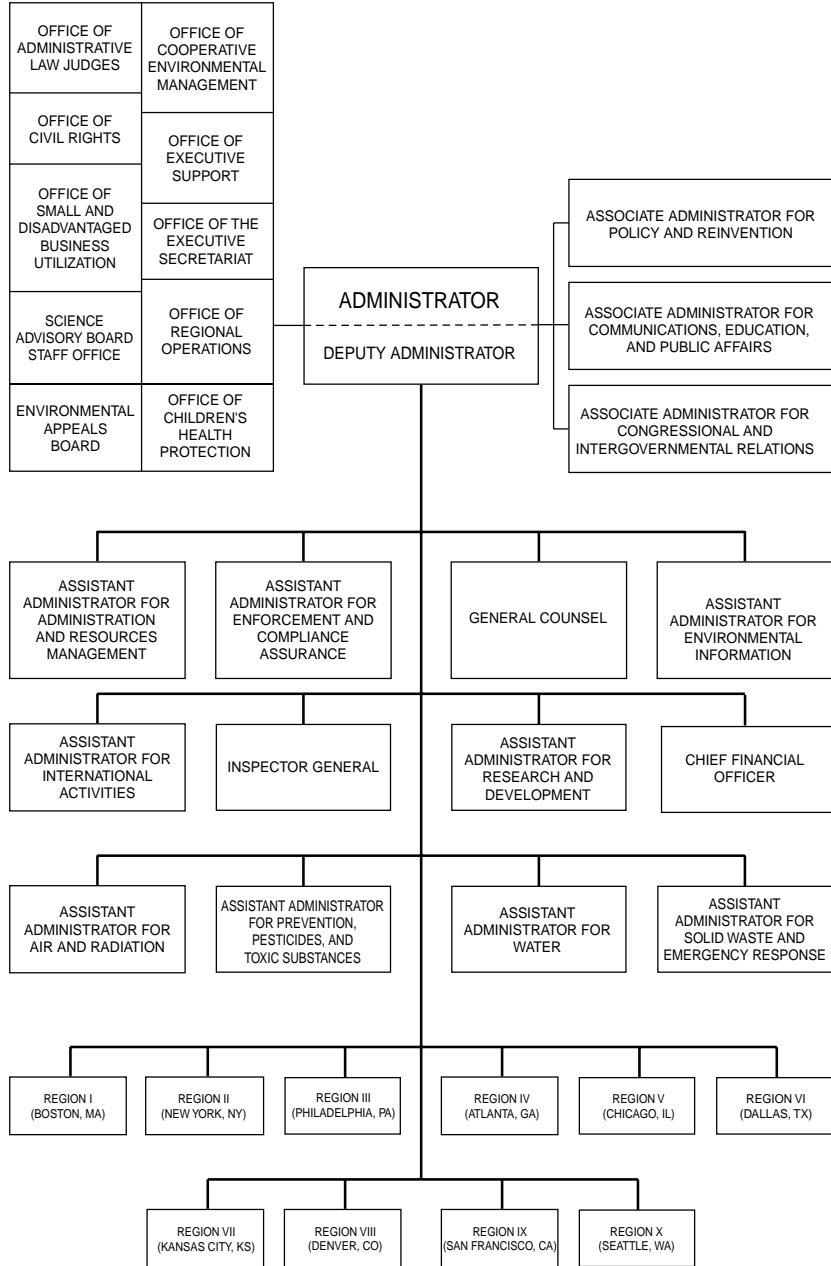 OFFICE OF
ADMINISTRATIVE
LAW JUDGES
OFFICE OF
COOPERATIVE
ENVIRONMENTAL
MANAGEMENT
OFFICE OF
CIVIL RIGHTS
OFFICE OF
EXECUTIVE
SUPPORT
OFFICE OF
SMALL AND
DISADVANTAGED
BUSINESS
UTILIZATION
OFFICE OF THE
EXECUTIVE
SECRETARIAT
SCIENCE
ADVISORY BOARD
STAFF OFFICE
OFFICE OF
REGIONAL
OPERATIONS
ENVIRONMENTAL
APPEALS
BOARD
OFFICE OF
CHILDREN'S
HEALTH
PROTECTION
ADMINISTRATOR
DEPUTY ADMINISTRATOR
ASSOCIATE ADMINISTRATOR FOR
POLICY AND REINVENTION
ASSOCIATE ADMINISTRATOR FOR
COMMUNICATIONS, EDUCATION,
AND PUBLIC AFFAIRS
ASSOCIATE ADMINISTRATOR FOR
CONGRESSIONAL AND
INTERGOVERNMENTAL RELATIONS
ASSISTANT
ADMINISTRATOR FOR
ADMINISTRATION
AND RESOURCES
MANAGEMENT
ASSISTANT
ADMINISTRATOR FOR
ENFORCEMENT AND
COMPLIANCE
ASSURANCE
GENERAL COUNSEL
ASSISTANT
ADMINISTRATOR FOR
ENVIRONMENTAL
INFORMATION
ASSISTANT
ADMINISTRATOR FOR
INTERNATIONAL
ACTIVITIES
INSPECTOR GENERAL
ASSISTANT
ADMINISTRATOR FOR
RESEARCH AND
DEVELOPMENT
CHIEF FINANCIAL
OFFICER
ASSISTANT
ADMINISTRATOR FOR
AIR AND RADIATION
ASSISTANT ADMINISTRATOR
FOR PREVENTION,
PESTICIDES, AND
TOXIC SUBSTANCES
ASSISTANT
ADMINISTRATOR FOR
WATER
ASSISTANT
ADMINISTRATOR FOR
SOLID WASTE AND
EMERGENCY RESPONSE
REGION I
(BOSTON, MA)
REGION II
(NEW YORK, NY)
REGION III
(PHILADELPHIA, PA)
REGION IV
(ATLANTA, GA)
REGION V
(CHICAGO, IL)
REGION VI
(DALLAS, TX)
REGION VII
(KANSAS CITY, KS)
REGION VIII
(DENVER, CO)
REGION IX
(SAN FRANCISCO, CA)
REGION X
(SEATTLE, WA)